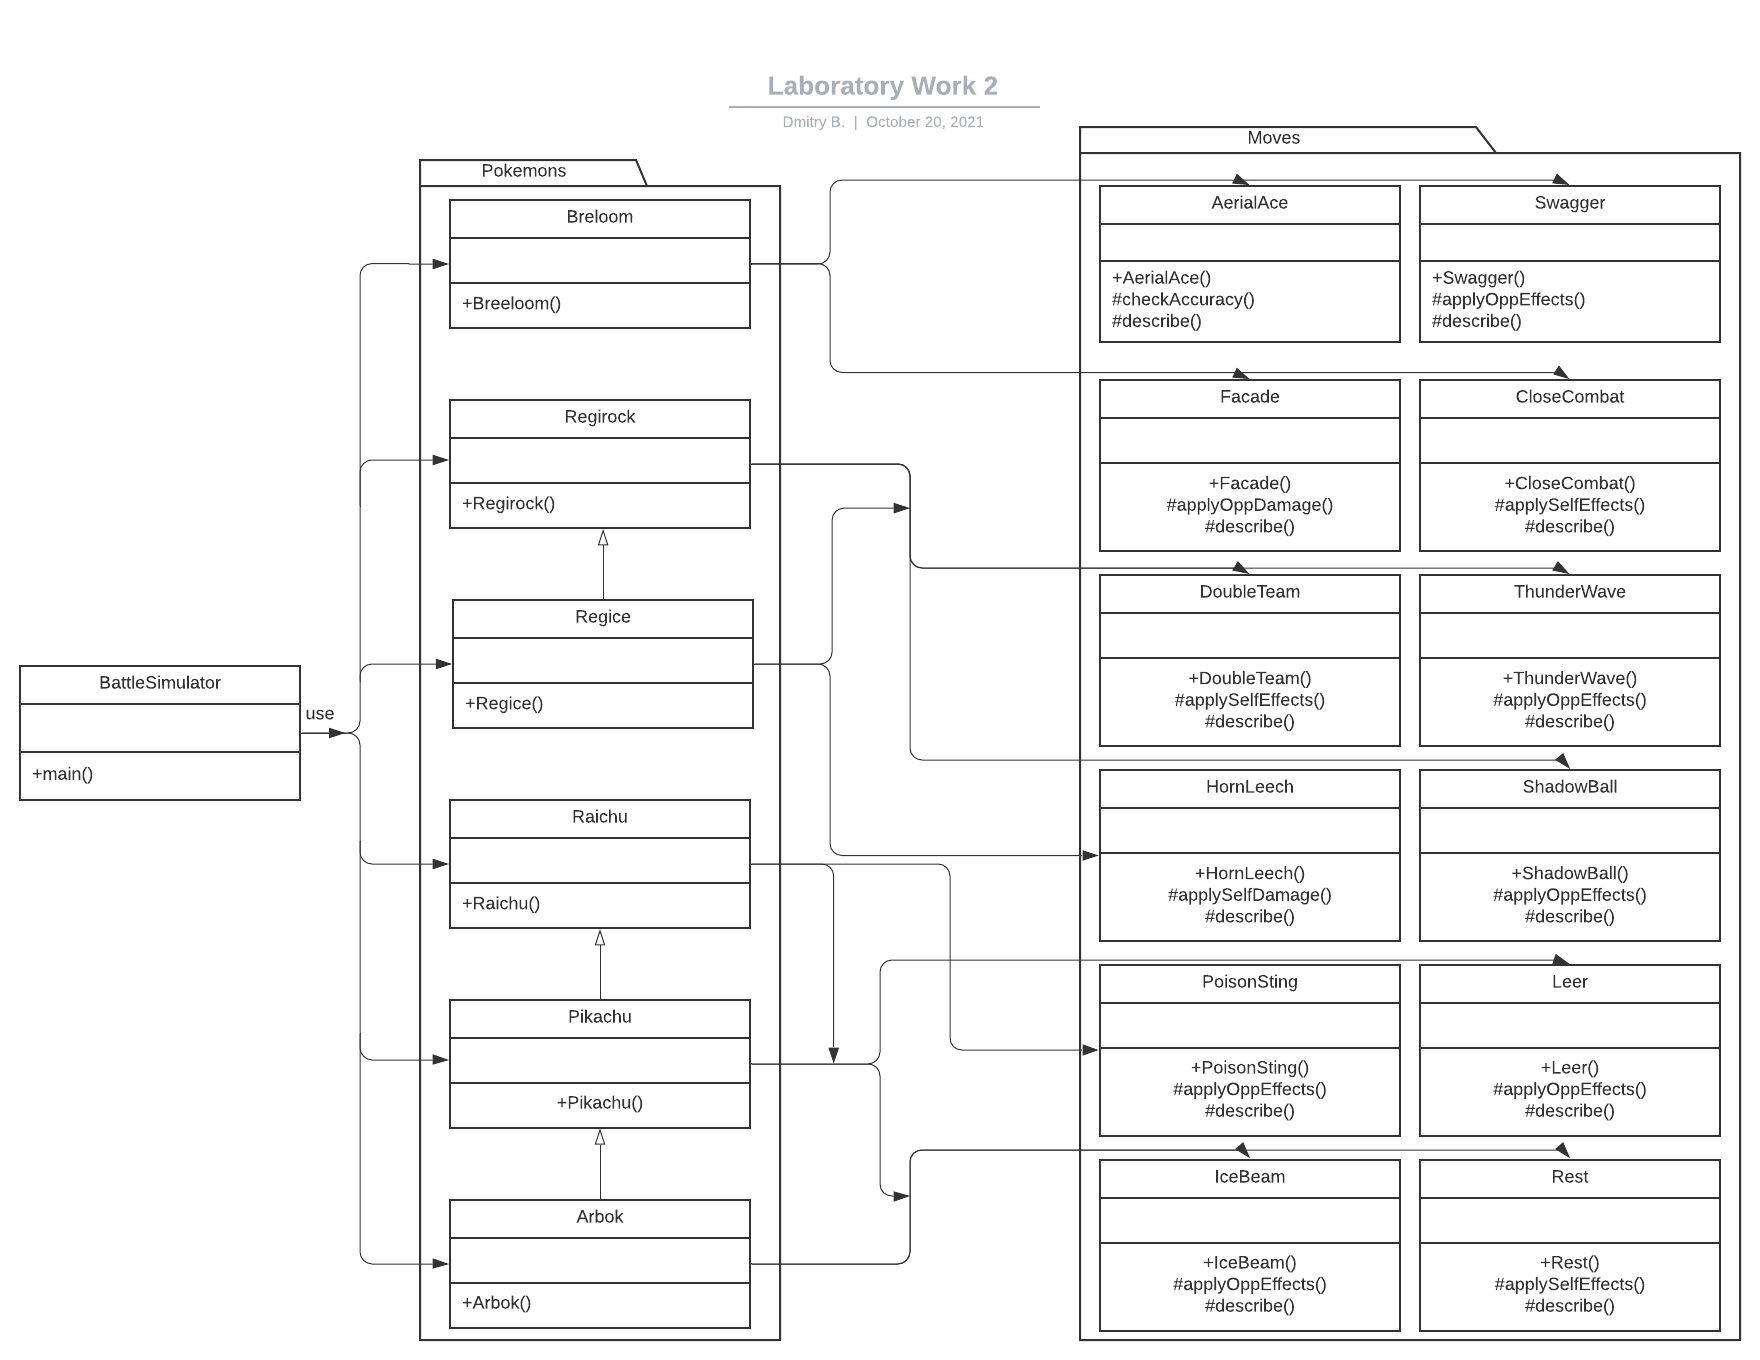 Laboratory Work 2
Dmitry B. | October 20, 2021
Pokemons
Breloom
+Breeloom()
Regirock
+Regirock()
Regice
+Regice()
Raichu
+Raichu()
Pikachu
+Pikachu()
Arbok
+Arbok()
BattleSimulator
+main()
use
Moves
AerialAce
+AerialAce()
#checkAccuracy()
#describe()
Swagger
+Swagger()
#applyOppEffects()
#describe()
Facade
+Facade()
#applyOppDamage()
#describe()
CloseCombat
+CloseCombat()
#applySelfEffects()
#describe()
DoubleTeam
+DoubleTeam()
#applySelfEffects()
#describe()
ThunderWave
+ThunderWave()
#applyOppEffects()
#describe()
HornLeech
+HornLeech()
#applySelfDamage()
#describe()
ShadowBall
+ShadowBall()
#applyOppEffects()
#describe()
PoisonSting
+PoisonSting()
#applyOppEffects()
#describe()
Leer
+Leer()
#applyOppEffects()
#describe()
IceBeam
+IceBeam()
#applyOppEffects()
#describe()
Rest
+Rest()
#applySelfEffects()
#describe()